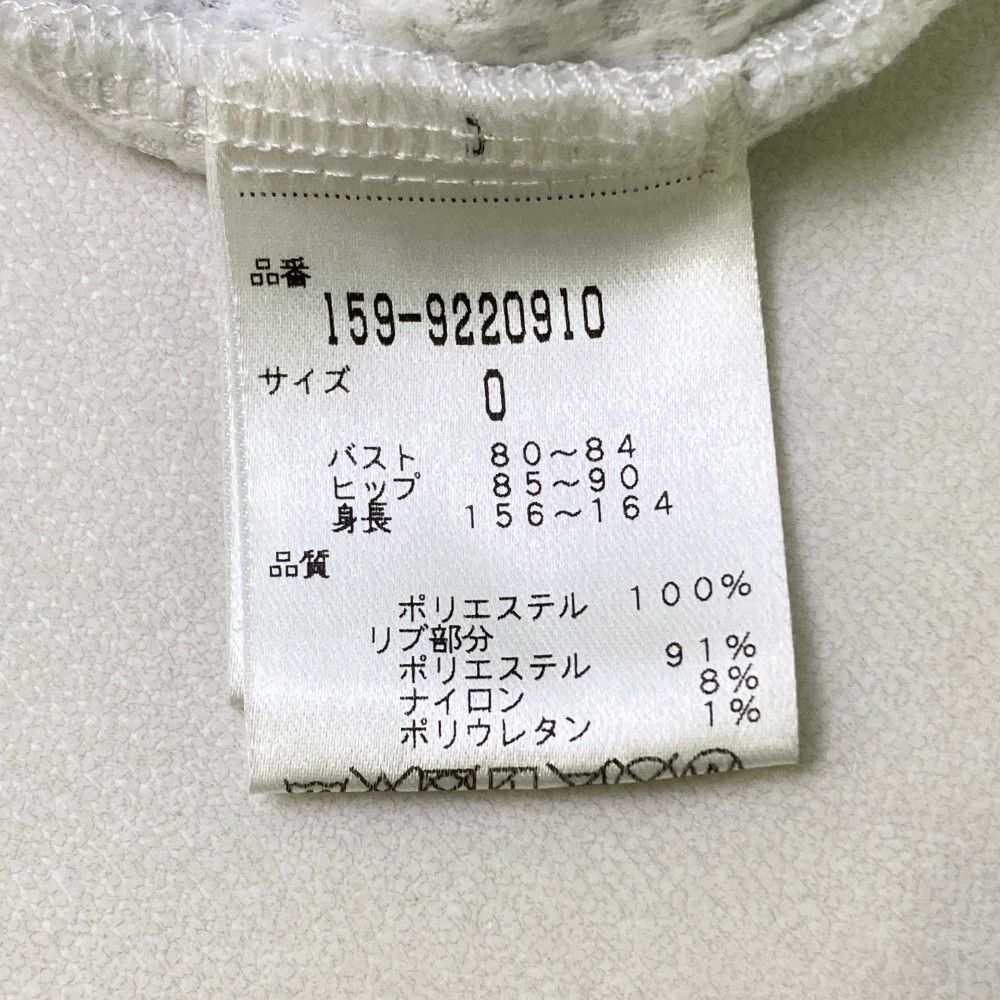 品番
159-9220910
サイズ 0
バスト 80～84
ヒップ 85～90
身長 156～164
品質
ポリエステル 100%
リブ部分
ポリエステル 91%
ナイロン 8%
ポリウレタン 1%